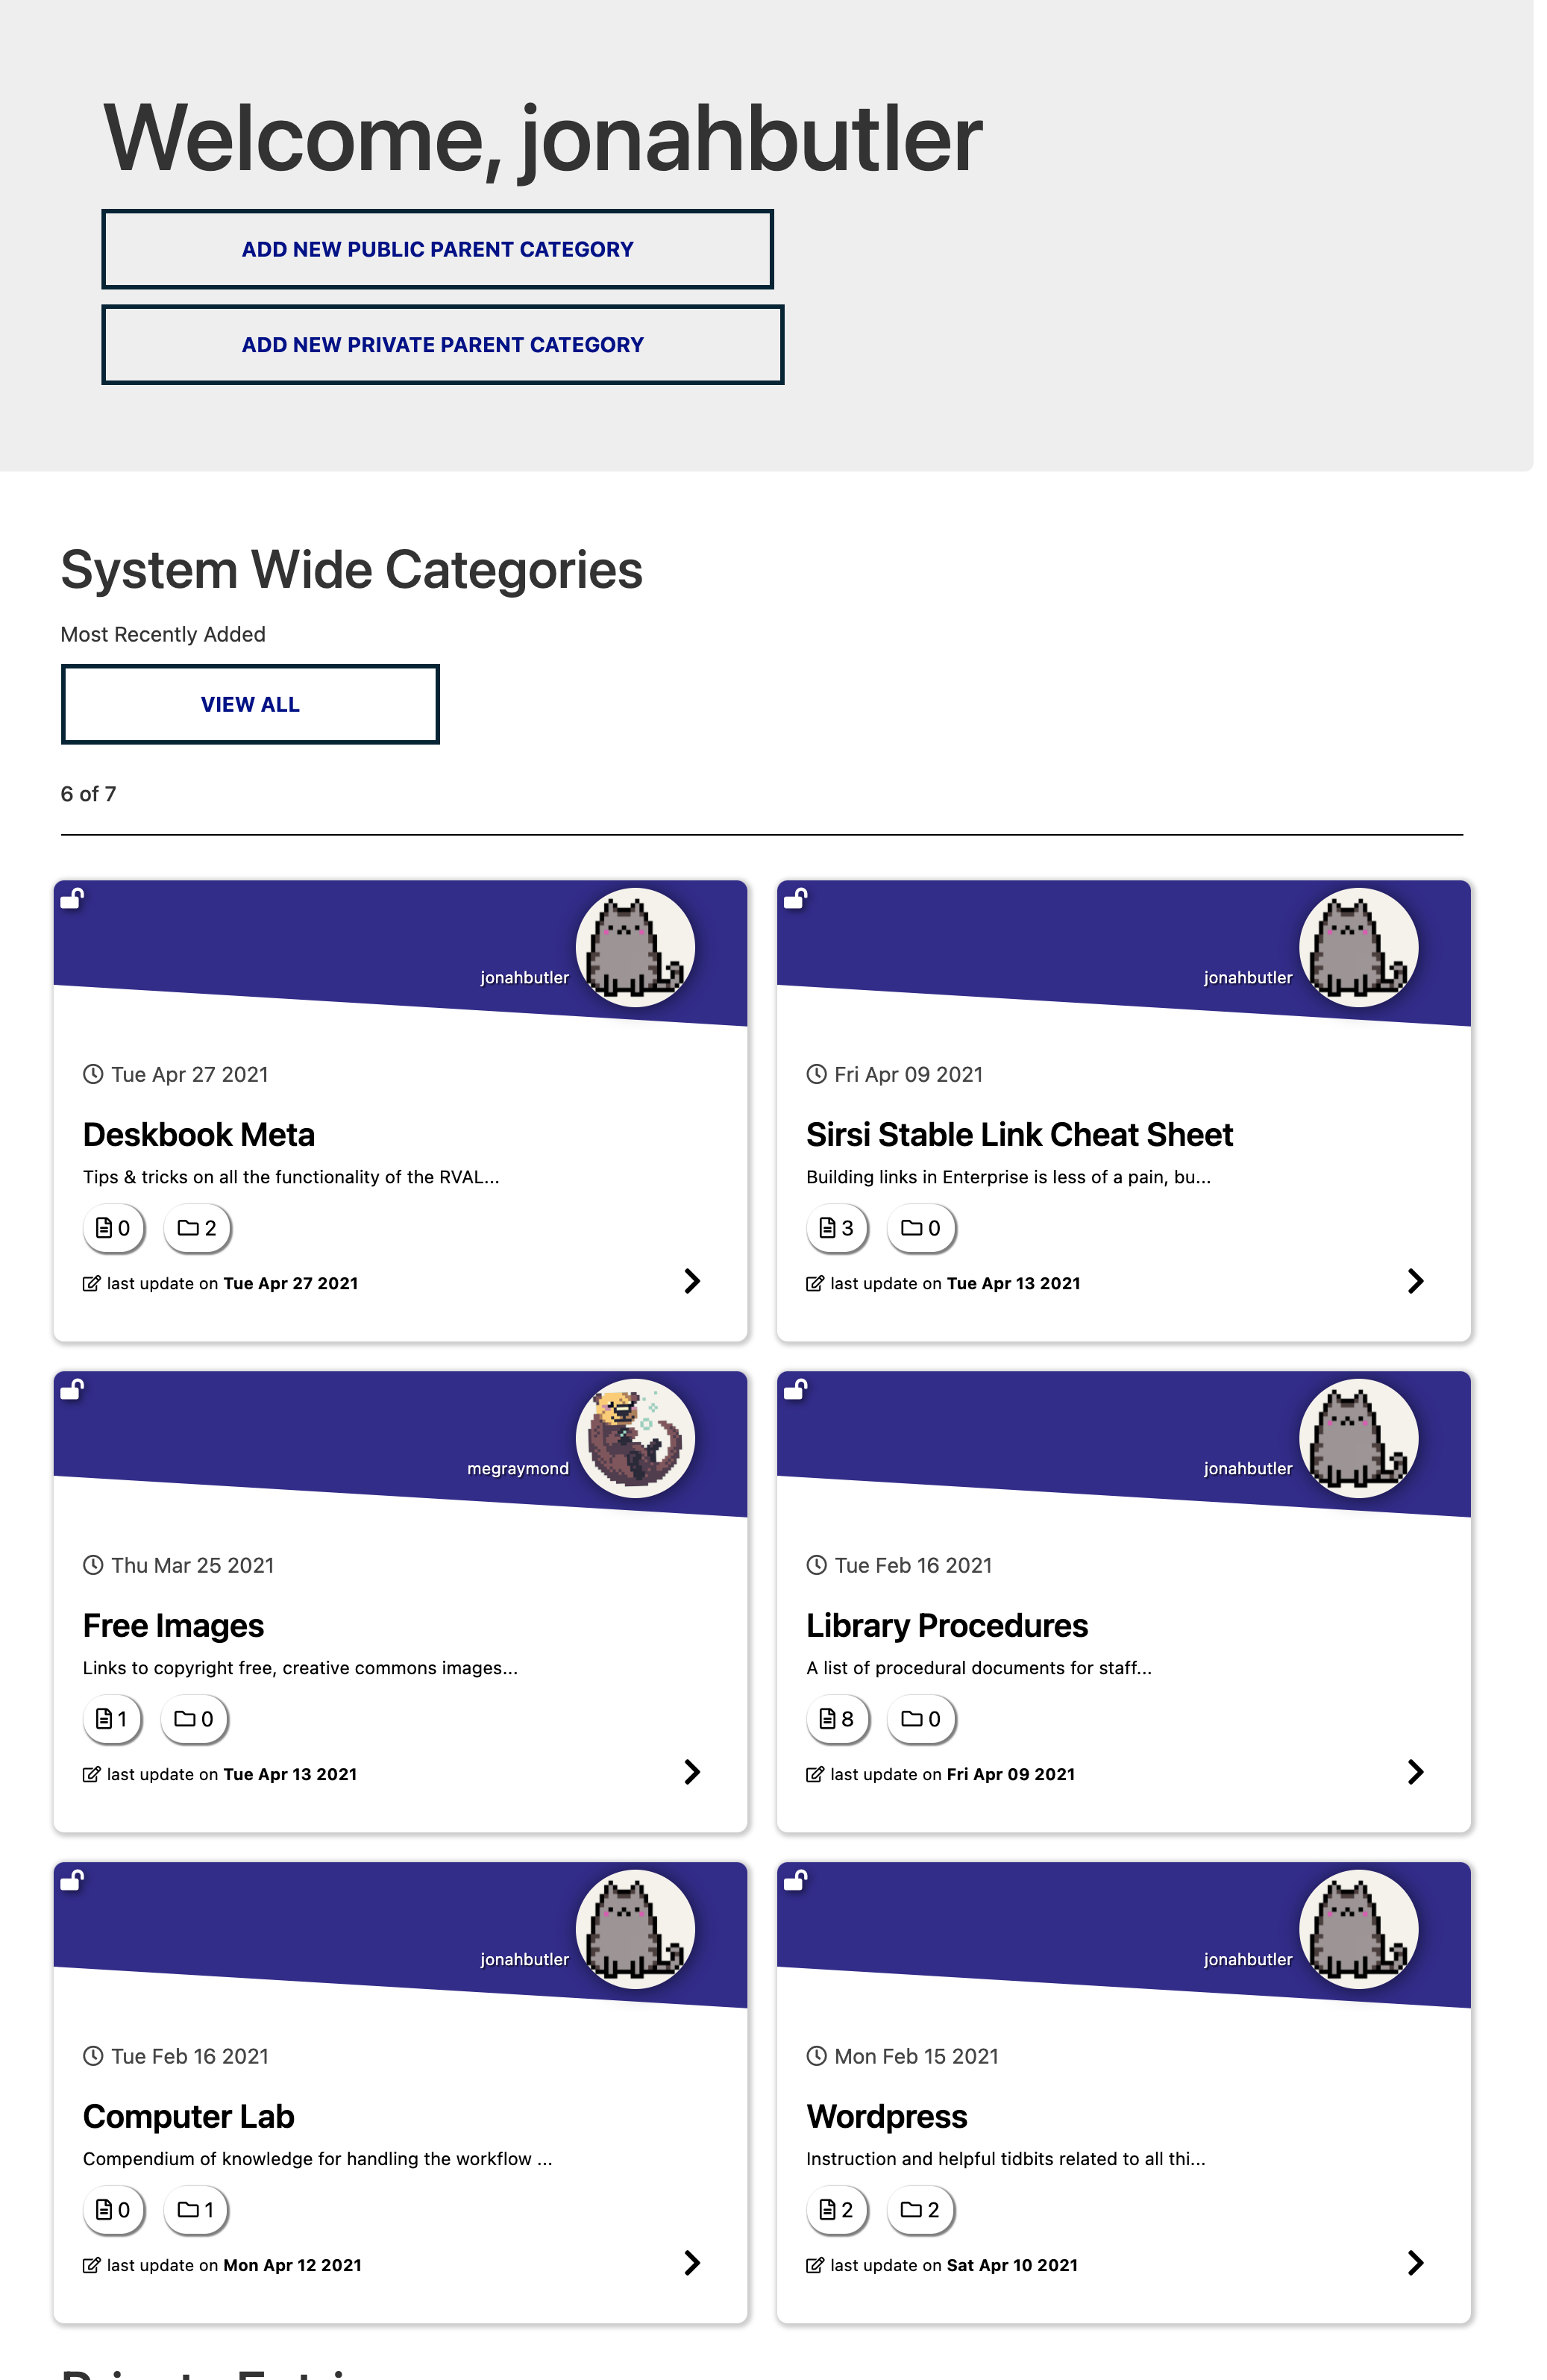 Welcome, jonahbutler
ADD NEW PUBLIC PARENT CATEGORY
ADD NEW PRIVATE PARENT CATEGORY
System Wide Categories
Most Recently Added
VIEW ALL
6 of 7
jonahbutler
Tue Apr 27 2021
Deskbook Meta
Tips & tricks on all the functionality of the RVAL...
0 2
last update on Tue Apr 27 2021
jonahbutler
Fri Apr 09 2021
Sirsi Stable Link Cheat Sheet
Building links in Enterprise is less of a pain, bu...
3 0
last update on Tue Apr 13 2021
megraymond
Thu Mar 25 2021
Free Images
Links to copyright free, creative commons images...
1 0
last update on Tue Apr 13 2021
jonahbutler
Tue Feb 16 2021
Library Procedures
A list of procedural documents for staff...
8 0
last update on Fri Apr 09 2021
jonahbutler
Tue Feb 16 2021
Computer Lab
Compendium of knowledge for handling the workflow ...
0 1
last update on Mon Apr 12 2021
jonahbutler
Mon Feb 15 2021
Wordpress
Instruction and helpful tidbits related to all thi...
2 2
last update on Sat Apr 10 2021